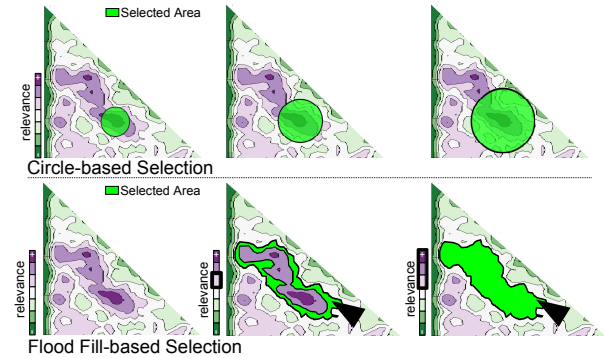 Selected Area
+
relevance
-
Circle-based Selection
Selected Area
+
relevance
-
+
relevance
-
+
relevance
-
Flood Fill-based Selection